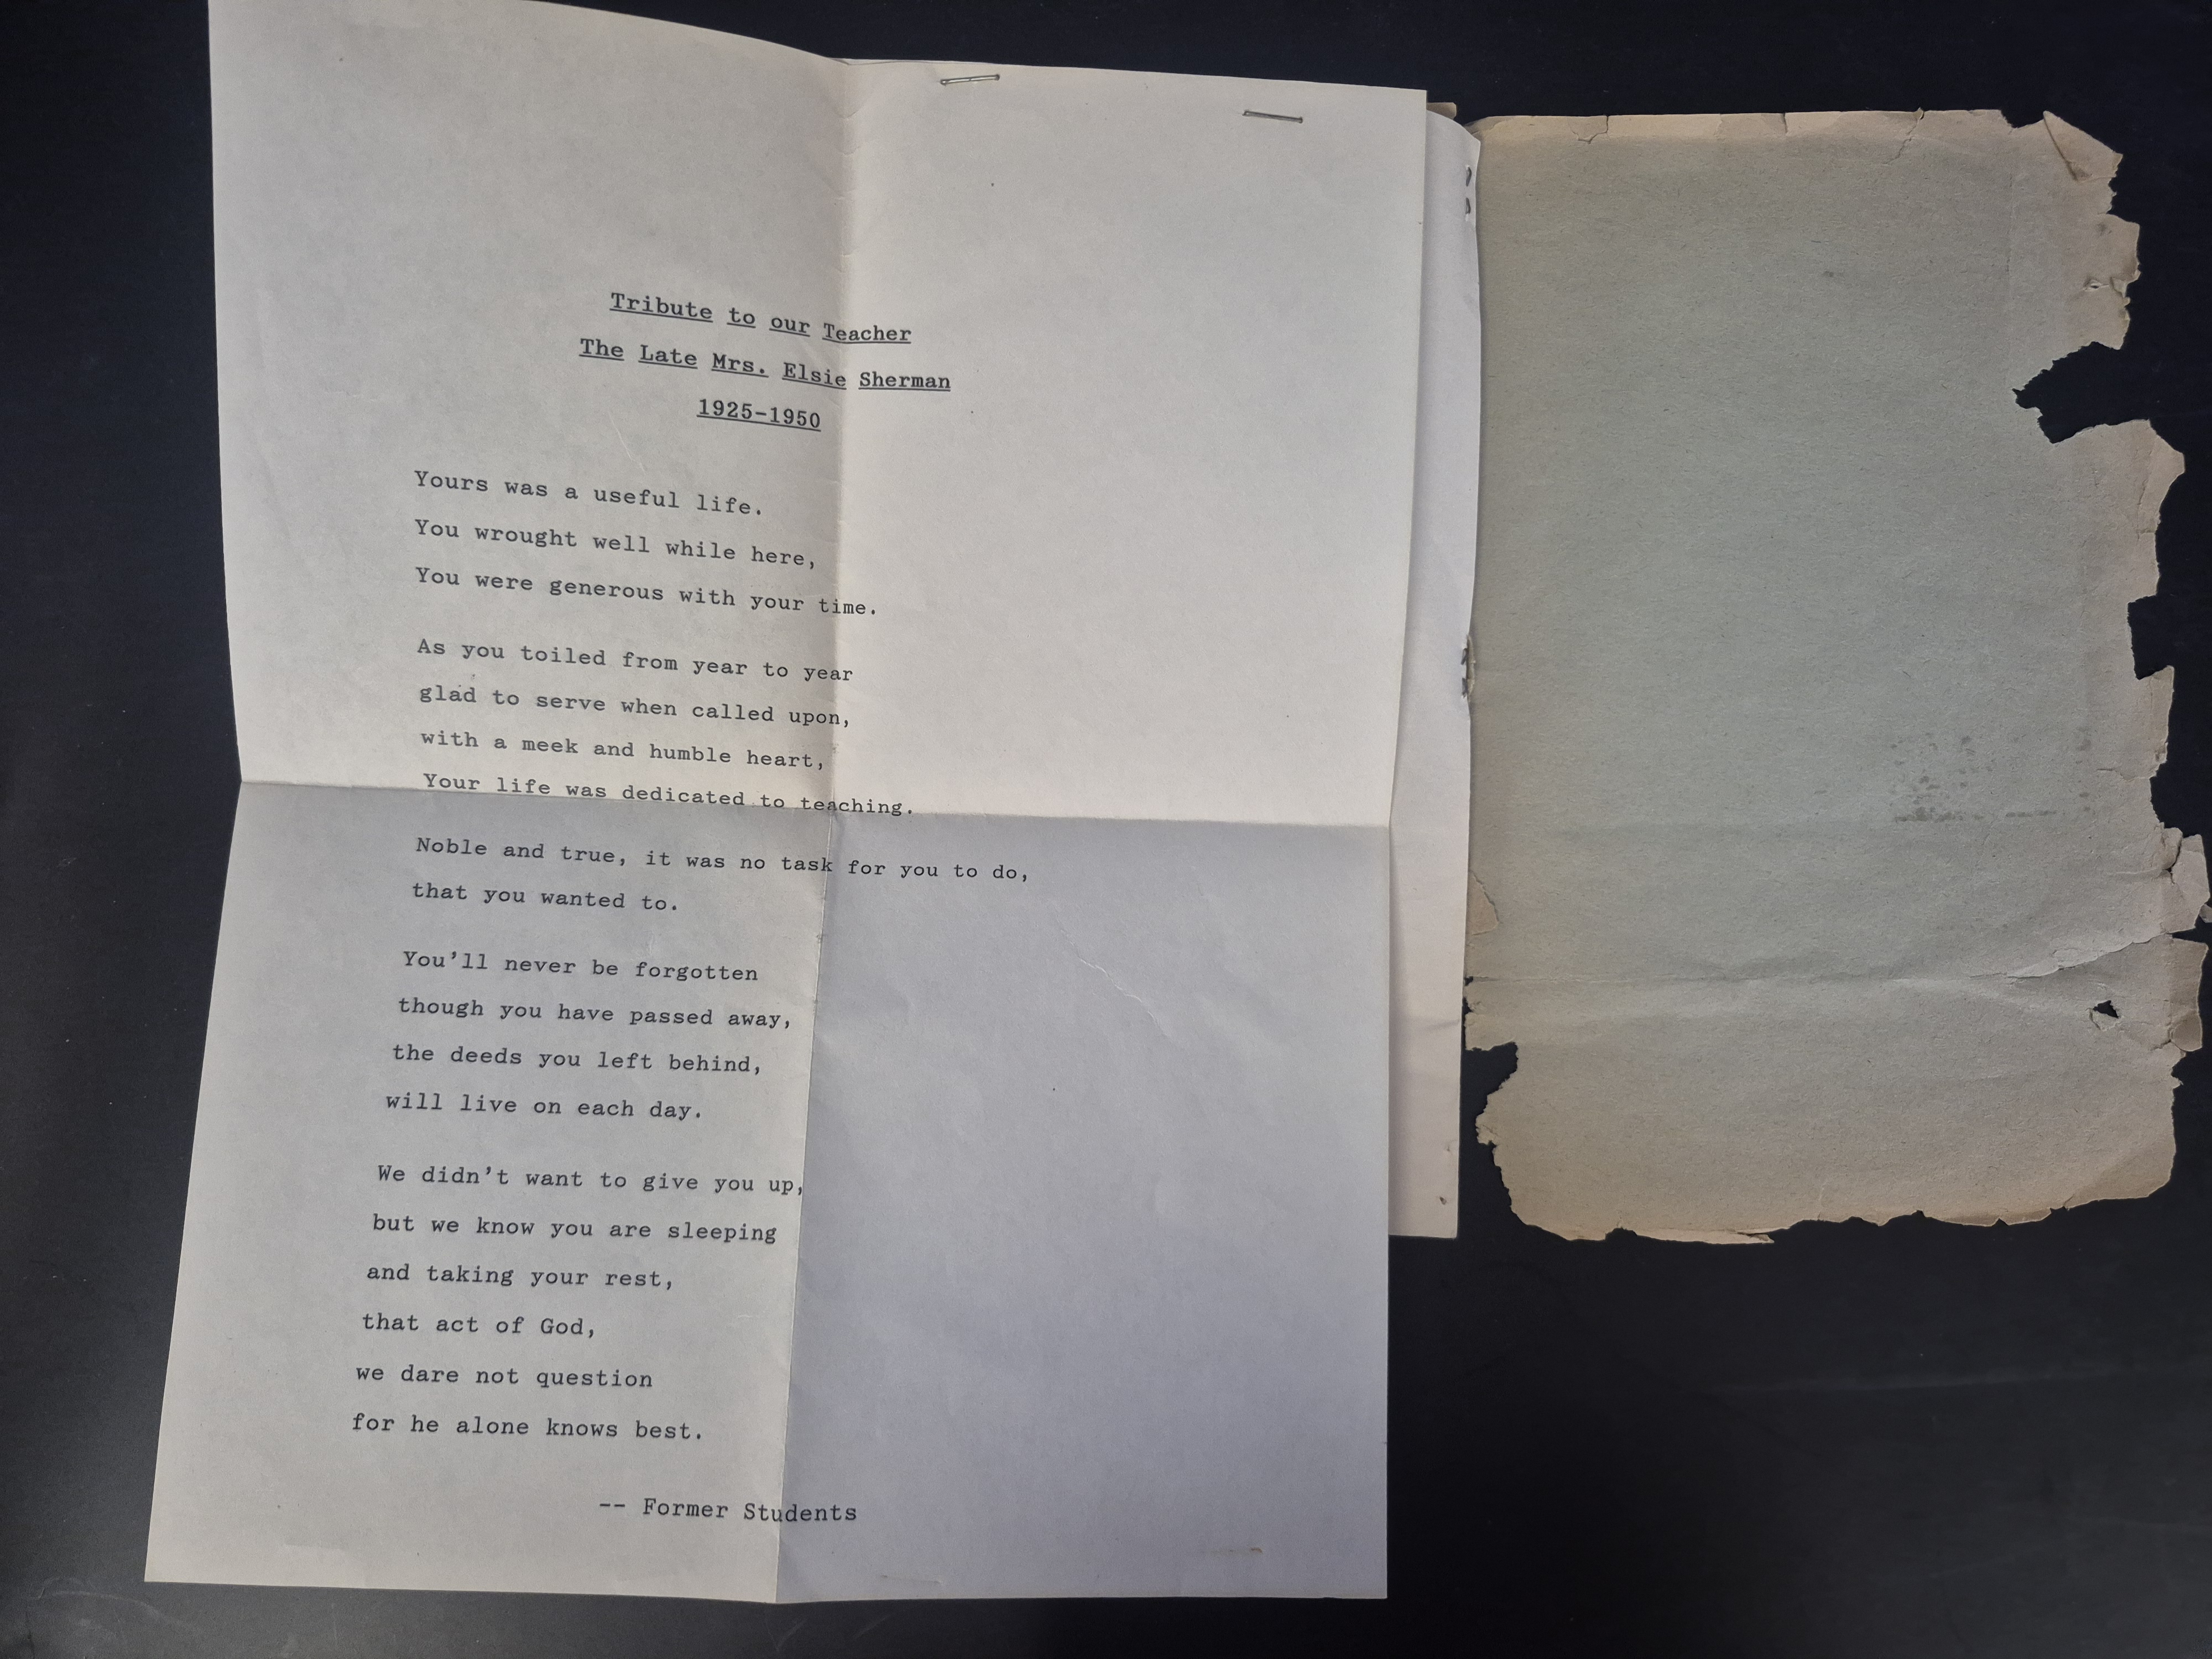 Tribute to our Teacher
The Late Mrs. Elsie Sherman
1925-1950
Yours was a useful life.
You wrought well while here,
You were generous with your time.
As you toiled from year to year
glad to serve when called upon,
with a meek and humble heart,
Your life was dedicated to teaching.
Noble and true, it was no task for you to do,
that you wanted to.
You'll never be forgotten
though you have passed away,
the deeds you left behind,
will live on each day.
We didn't want to give you up,
but we know you are sleeping
and taking your rest,
that act of God,
we dare not question
for he alone knows best.
-- Former Students